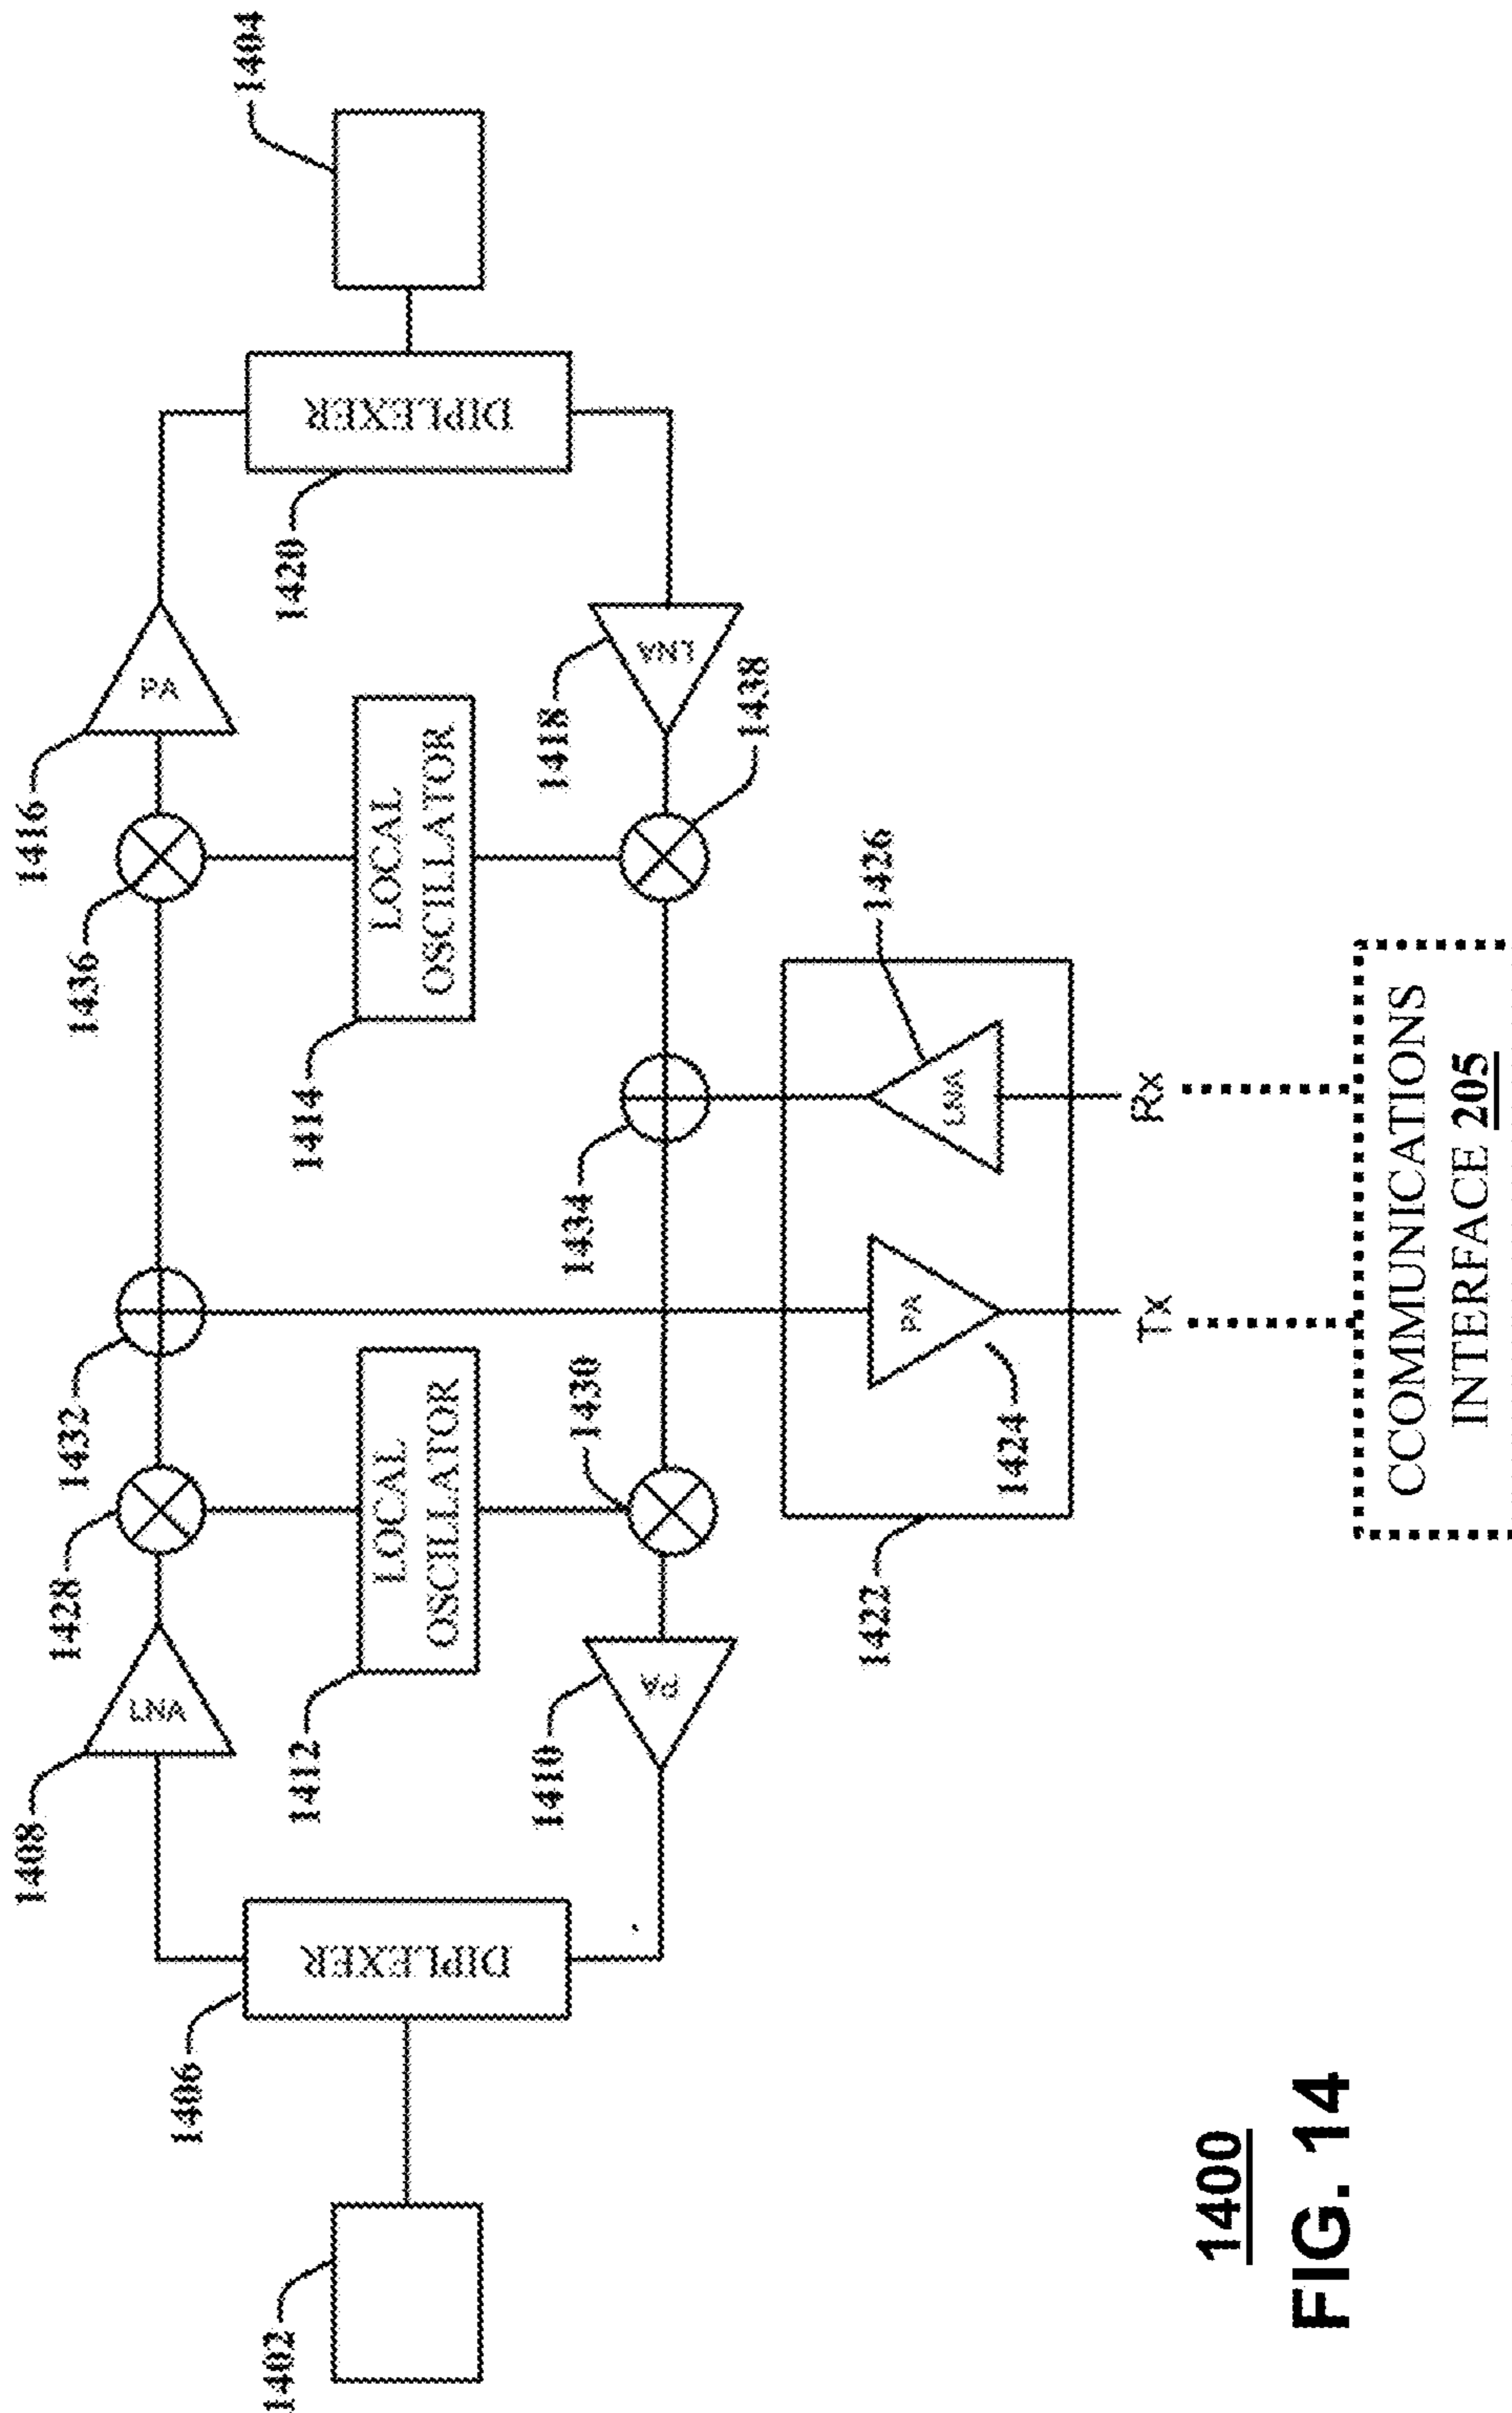 1404
1416
1436
PA
1420
DIPLEXER
LOCAL
OSCILLATOR
1414
1418
LNA
1438
1432
1434
1426
LNA
Rx
1428
1408
LNA
LOCAL
OSCILLATOR
1412
1430
1410
PA
PA
1424
TX
1422
CCOMMUNICATIONS
INTERFACE 205
DIPLEXER
1406
1402
1400
FIG. 14